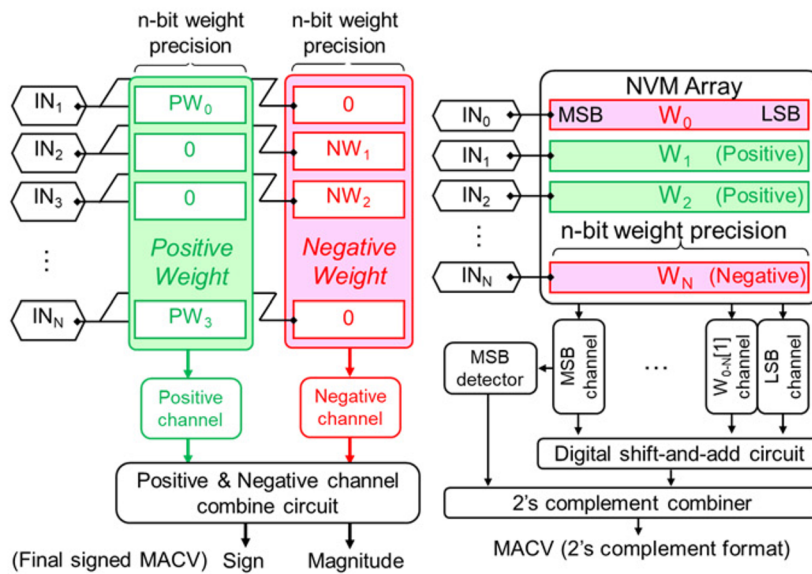 n-bit weight
precision
n-bit weight
precision
IN1
PW0
0
IN2
0
NW1
IN3
0
NW2
⋮
Positive
Weight
Negative
Weight
INN
PW3
0
Positive
channel
Negative
channel
Positive & Negative channel
combine circuit
(Final signed MACV) Sign Magnitude
NVM Array
IN0
MSB W0 LSB
IN1
W1 (Positive)
IN2
W2 (Positive)
⋮
n-bit weight precision
INN
WN (Negative)
MSB
detector
MSB
channel
···
W0-N[1]
channel
LSB
channel
Digital shift-and-add circuit
2's complement combiner
MACV (2's complement format)